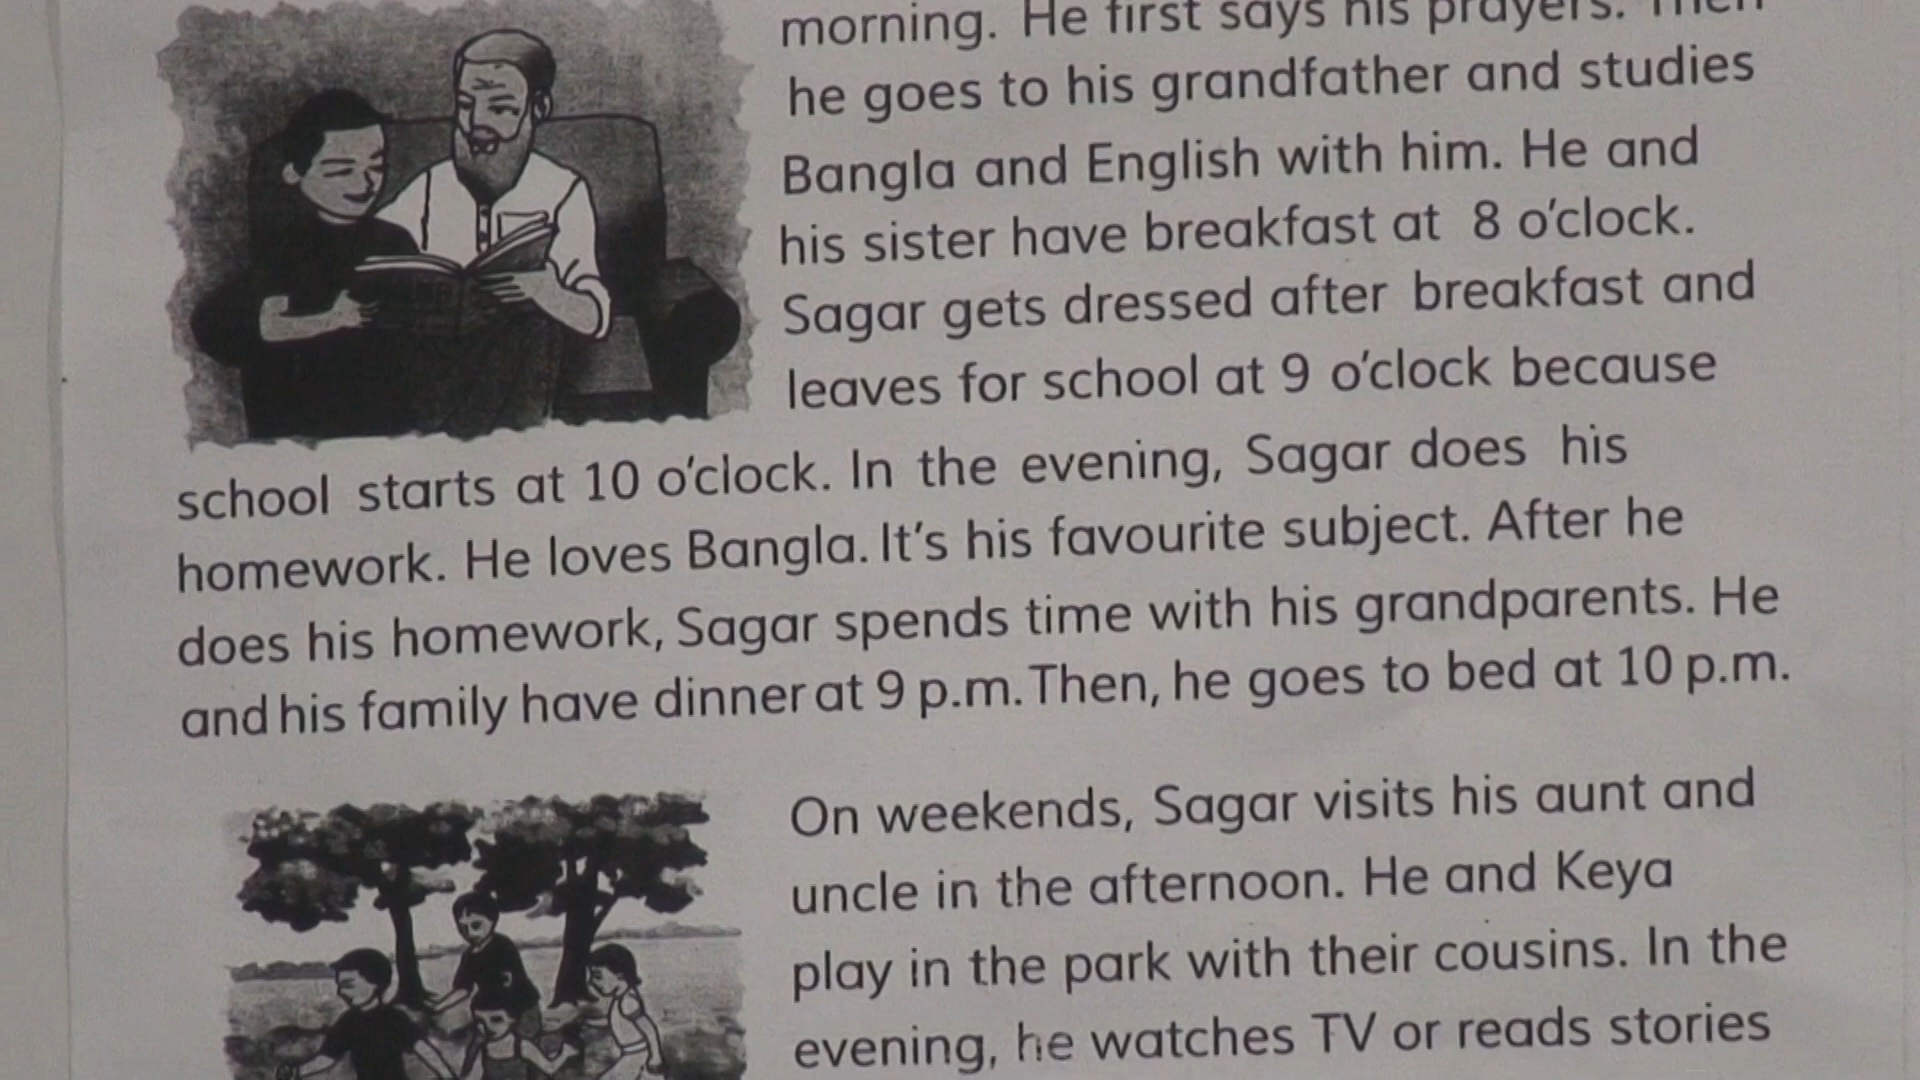 morning. He first says his prayers. Then
he goes to his grandfather and studies
Bangla and English with him. He and
his sister have breakfast at 8 o'clock.
Sagar gets dressed after breakfast and
leaves for school at 9 o'clock because
school starts at 10 o'clock. In the evening, Sagar does his
homework. He loves Bangla. It's his favourite subject. After he
does his homework, Sagar spends time with his grandparents. He
and his family have dinner at 9 p.m. Then, he goes to bed at 10 p.m.
On weekends, Sagar visits his aunt and
uncle in the afternoon. He and Keya
play in the park with their cousins. In the
evening, he watches TV or reads stories